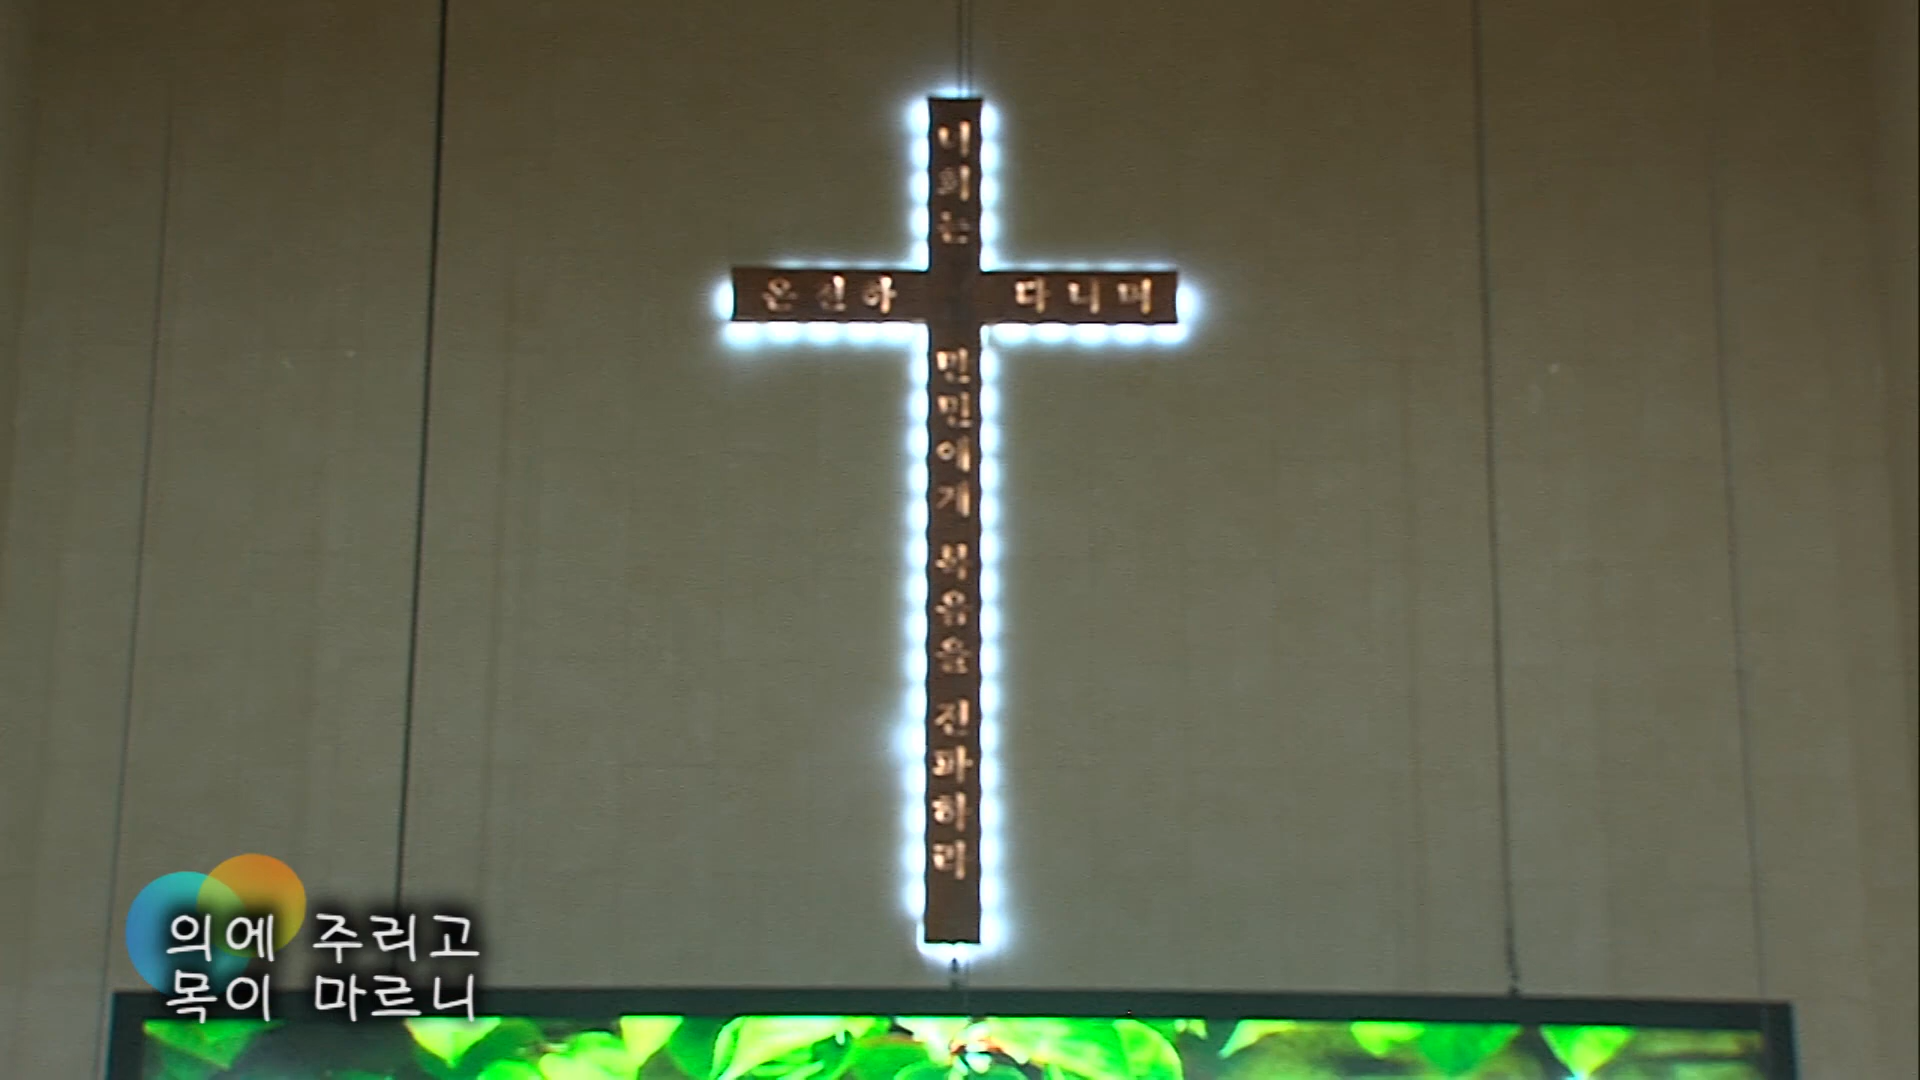 너희는
온천하 다니며
만민에게 복음을 전파하라
의에 주리고
목이 마르니